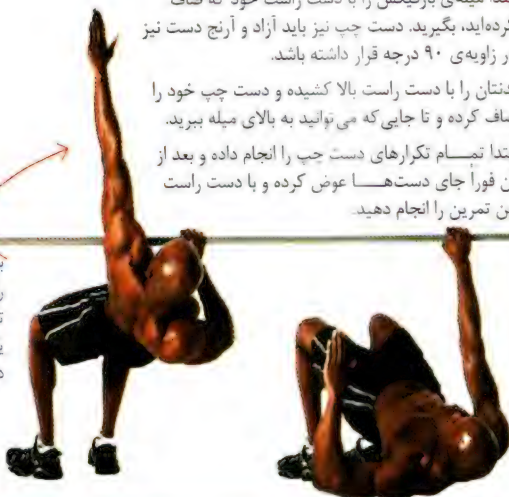 میله‌ی بارفیکس را با دست راست خود که صاف
کرده‌اید، بگیرید. دست چپ نیز باید آزاد و آرنج دست نیز
در زاویه‌ی ۹۰ درجه قرار داشته باشد.
بدنتان را با دست راست بالا کشیده و دست چپ خود را
صاف کرده و تا جایی‌که می‌توانید به بالای میله ببرید.
ابتدا تمام تکرارهای دست چپ را انجام داده و بعد از
آن فوراً جای دست‌ها عوض کرده و با دست راست
این تمرین را انجام دهید.